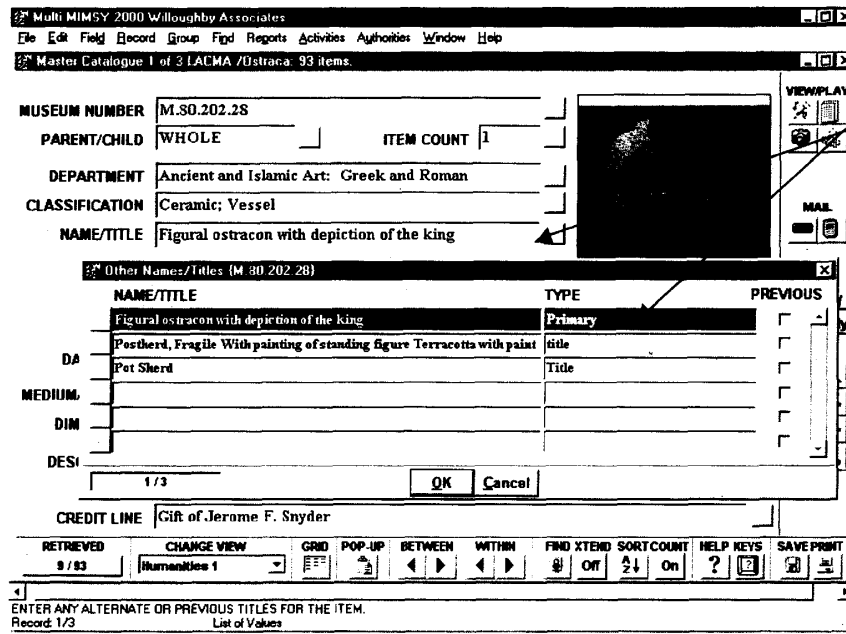 Multi MIMSY 2000 Willoughby Associates
File Edit Field Record Group Find Reports Activities Authorities Window Help
Master Catalogue 1 of 3 LACMA /Ostraca: 93 items.
VIEW/PLAY
MUSEUM NUMBER M.80.202.28
PARENT/CHILD WHOLE ITEM COUNT 1
DEPARTMENT Ancient and Islamic Art: Greek and Roman
CLASSIFICATION Ceramic; Vessel
MAIL
NAME/TITLE Figural ostracon with depiction of the king
Other Names/Titles {M.80.202.28}
NAME/TITLE TYPE PREVIOUS
Figural ostracon with depiction of the king Primary
Postherd, Fragile With painting of standing figure Terracotta with paint title
Pot Sherd Title
DA
MEDIUM
DIM
DESI
1/3 OK Cancel
CREDIT LINE Gift of Jerome F. Snyder
RETRIEVED CHANGE VIEW GRID POP-UP BETWEEN WITHIN FIND XTEND SORT COUNT HELP KEYS SAVE PRINT
9 / 93 Humanities 1 Off On
ENTER ANY ALTERNATE OR PREVIOUS TITLES FOR THE ITEM.
Record: 1/3 List of Values